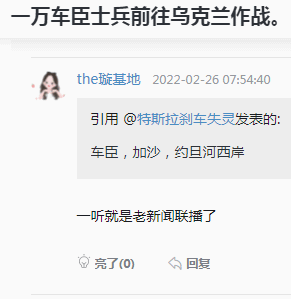 一万车臣士兵前往乌克兰作战。
the璇基地 2022-02-26 07:54:40
引用 @特斯拉刹车失灵发表的:
车臣，加沙，约旦河西岸
一听就是老新闻联播了
亮了(0) 回复